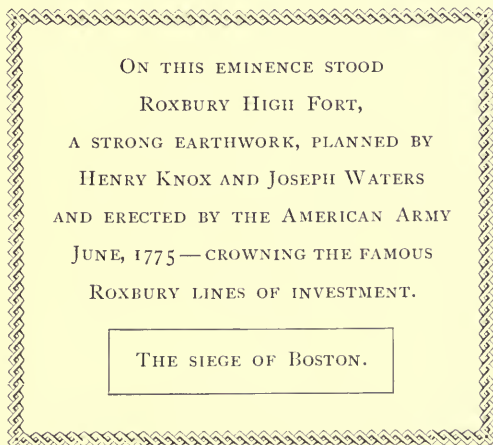 On this eminence stood
Roxbury High Fort,
a strong earthwork, planned by
Henry Knox and Joseph Waters
and erected by the American Army
June, 1775—crowning the famous
Roxbury lines of investment.
The siege of Boston.